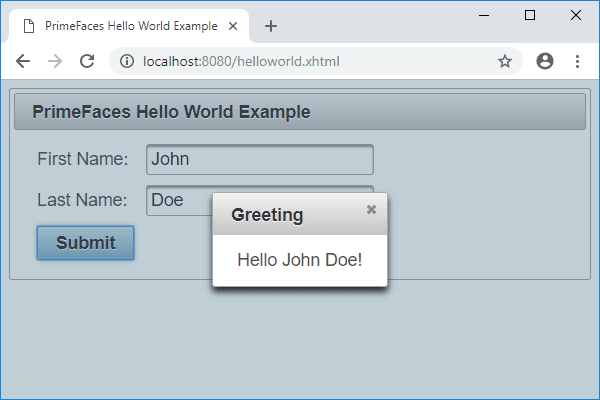 PrimeFaces Hello World Example
localhost:8080/helloworld.xhtml
PrimeFaces Hello World Example
First Name: John
Last Name: Doe
Greeting
Submit
Hello John Doe!